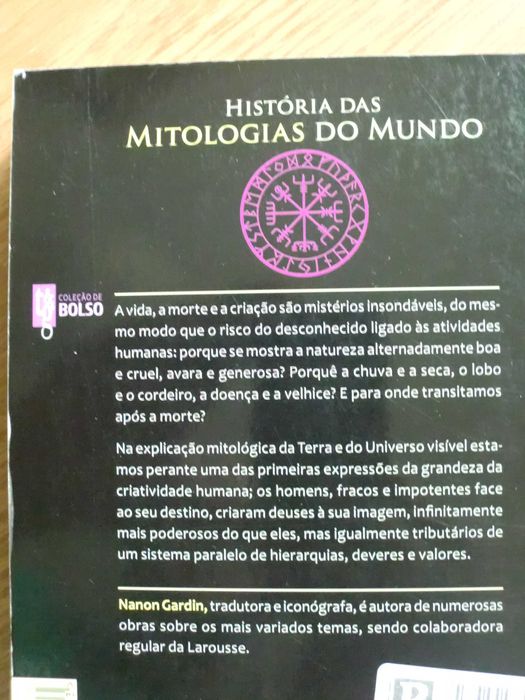 HISTÓRIA DAS
MITOLOGIAS DO MUNDO
COLEÇÃO DE
BOLSO
A vida, a morte e a criação são mistérios insondáveis, do mes-
mo modo que o risco do desconhecido ligado às atividades
humanas: porque se mostra a natureza alternadamente boa
e cruel, avara e generosa? Porquê a chuva e a seca, o lobo
e o cordeiro, a doença e a velhice? E para onde transitamos
após a morte?
Na explicação mitológica da Terra e do Universo visível esta-
mos perante uma das primeiras expressões da grandeza da
criatividade humana; os homens, fracos e impotentes face
ao seu destino, criaram deuses à sua imagem, infinitamente
mais poderosos do que eles, mas igualmente tributários de
um sistema paralelo de hierarquias, deveres e valores.
Nanon Gardin, tradutora e iconógrafa, é autora de numerosas
obras sobre os mais variados temas, sendo colaboradora
regular da Larousse.